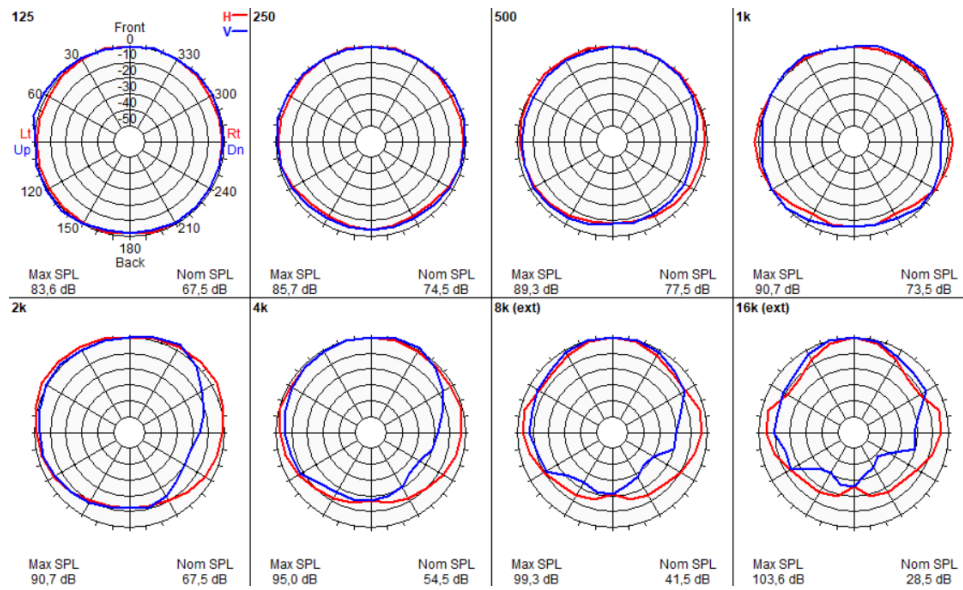 125
H
V
Front
0
30
330
-10
-20
-30
-40
50
60
300
Lt
Rt
Up
Dn
120
240
150
210
180
Back
Max SPL
Nom SPL
83,6 dB
67,5 dB
250
Max SPL
Nom SPL
85,7 dB
74,5 dB
500
Max SPL
Nom SPL
89,3 dB
77,5 dB
1k
Max SPL
Nom SPL
90,7 dB
73,5 dB
2k
Max SPL
Nom SPL
90,7 dB
67,5 dB
4k
Max SPL
Nom SPL
95,0 dB
54,5 dB
8k (ext)
Max SPL
Nom SPL
99,3 dB
41,5 dB
16k (ext)
Max SPL
Nom SPL
103,6 dB
28,5 dB